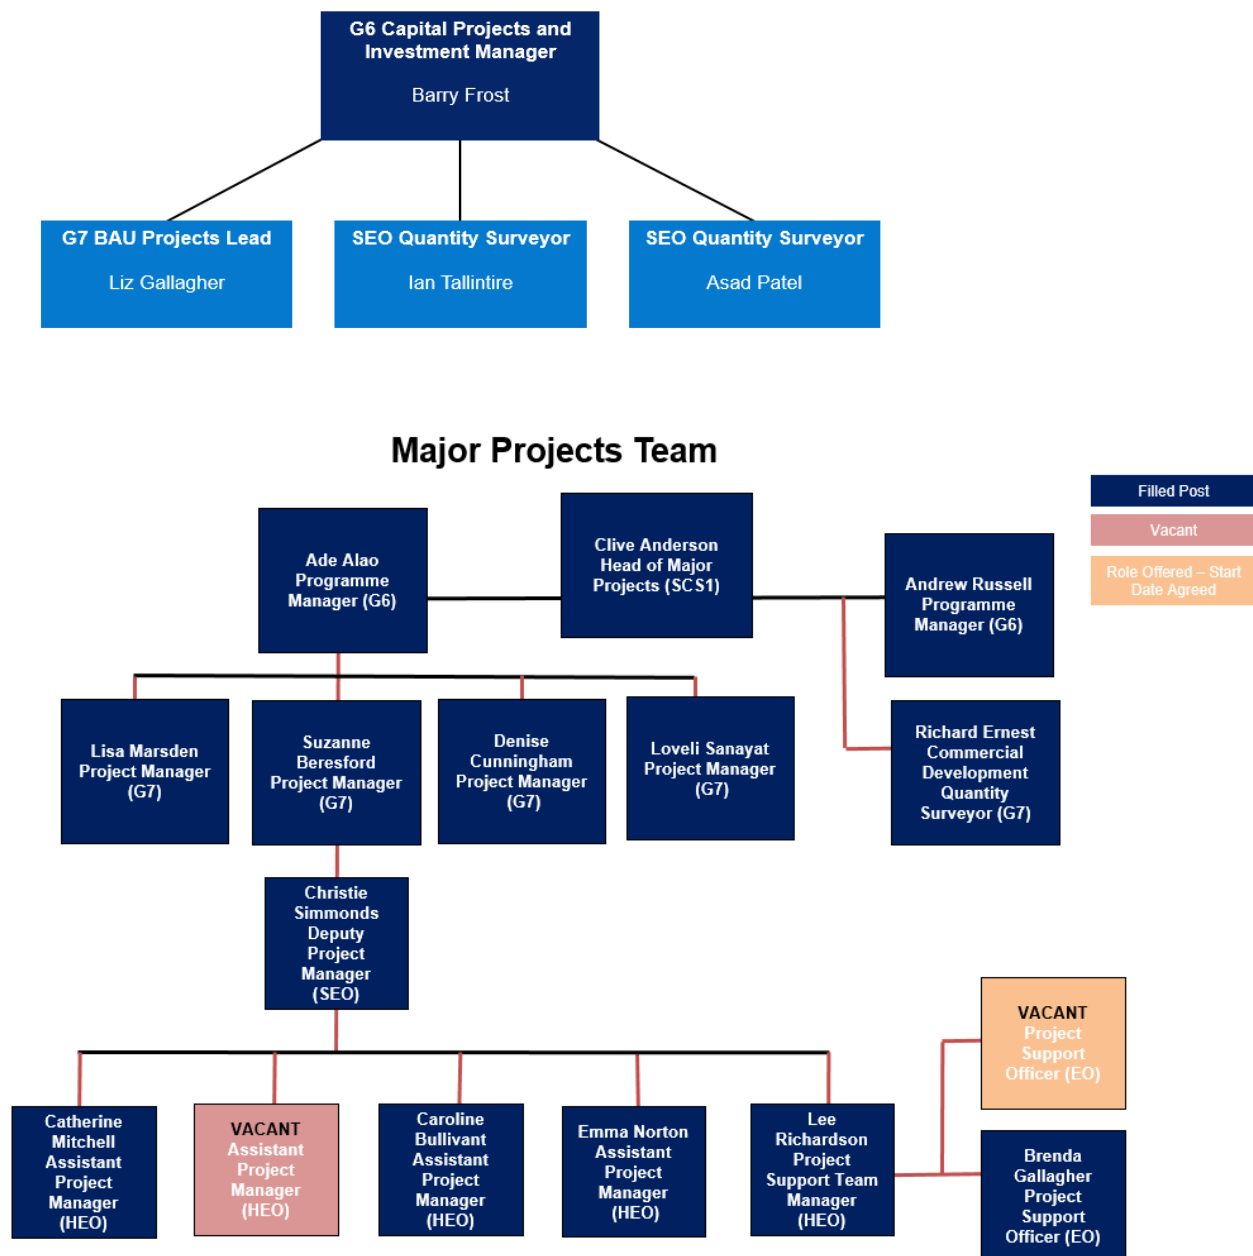 G6 Capital Projects and
Investment Manager
Barry Frost
G7 BAU Projects Lead
Liz Gallagher
SEO Quantity Surveyor
Ian Tallintire
SEO Quantity Surveyor
Asad Patel
Major Projects Team
Filled Post
Vacant
Role Offered – Start
Date Agreed
Ade Alao
Programme
Manager (G6)
Clive Anderson
Head of Major
Projects (SCS1)
Andrew Russell
Programme
Manager (G6)
Lisa Marsden
Project Manager
(G7)
Suzanne
Beresford
Project Manager
(G7)
Denise
Cunningham
Project Manager
(G7)
Loveli Sanayat
Project Manager
(G7)
Richard Ernest
Commercial
Development
Quantity
Surveyor (G7)
Christie
Simmonds
Deputy
Project
Manager
(SEO)
VACANT
Project
Support
Officer (EO)
Catherine
Mitchell
Assistant
Project
Manager
(HEO)
VACANT
Assistant
Project
Manager
(HEO)
Caroline
Bullivant
Assistant
Project
Manager
(HEO)
Emma Norton
Assistant
Project
Manager
(HEO)
Lee
Richardson
Project
Support Team
Manager
(HEO)
Brenda
Gallagher
Project
Support
Officer (EO)